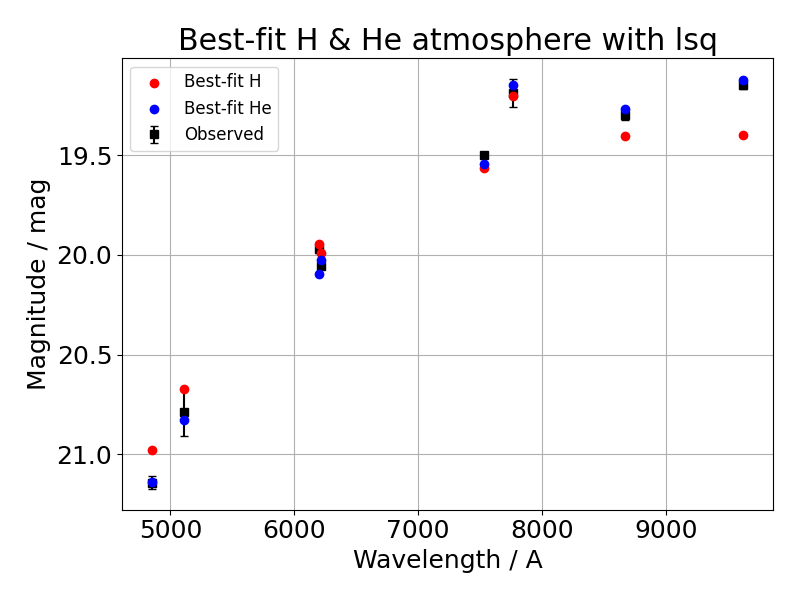 Best-fit H & He atmosphere with lsq
Best-fit H
Best-fit He
Observed
19.5
20.0
20.5
21.0
Magnitude / mag
5000
6000
7000
8000
9000
Wavelength / A